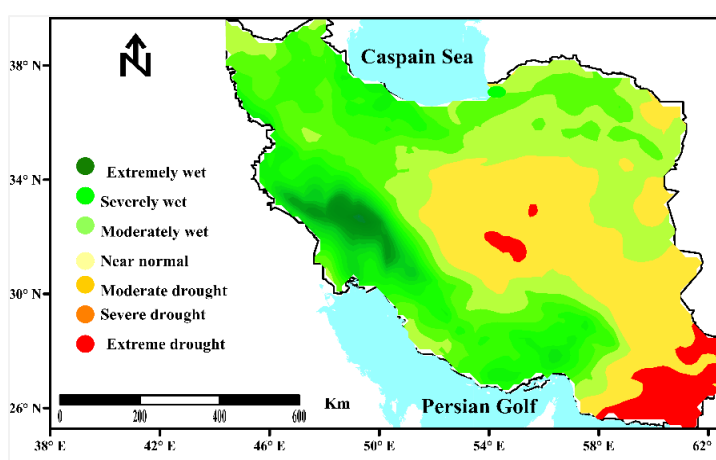 N
Caspain Sea
38° N
34° N
30° N
26° N
Extremely wet
Severely wet
Moderately wet
Near normal
Moderate drought
Severe drought
Extreme drought
0 200 400 600 Km
Persian Golf
38° E 42° E 46° E 50° E 54° E 58° E 62° E